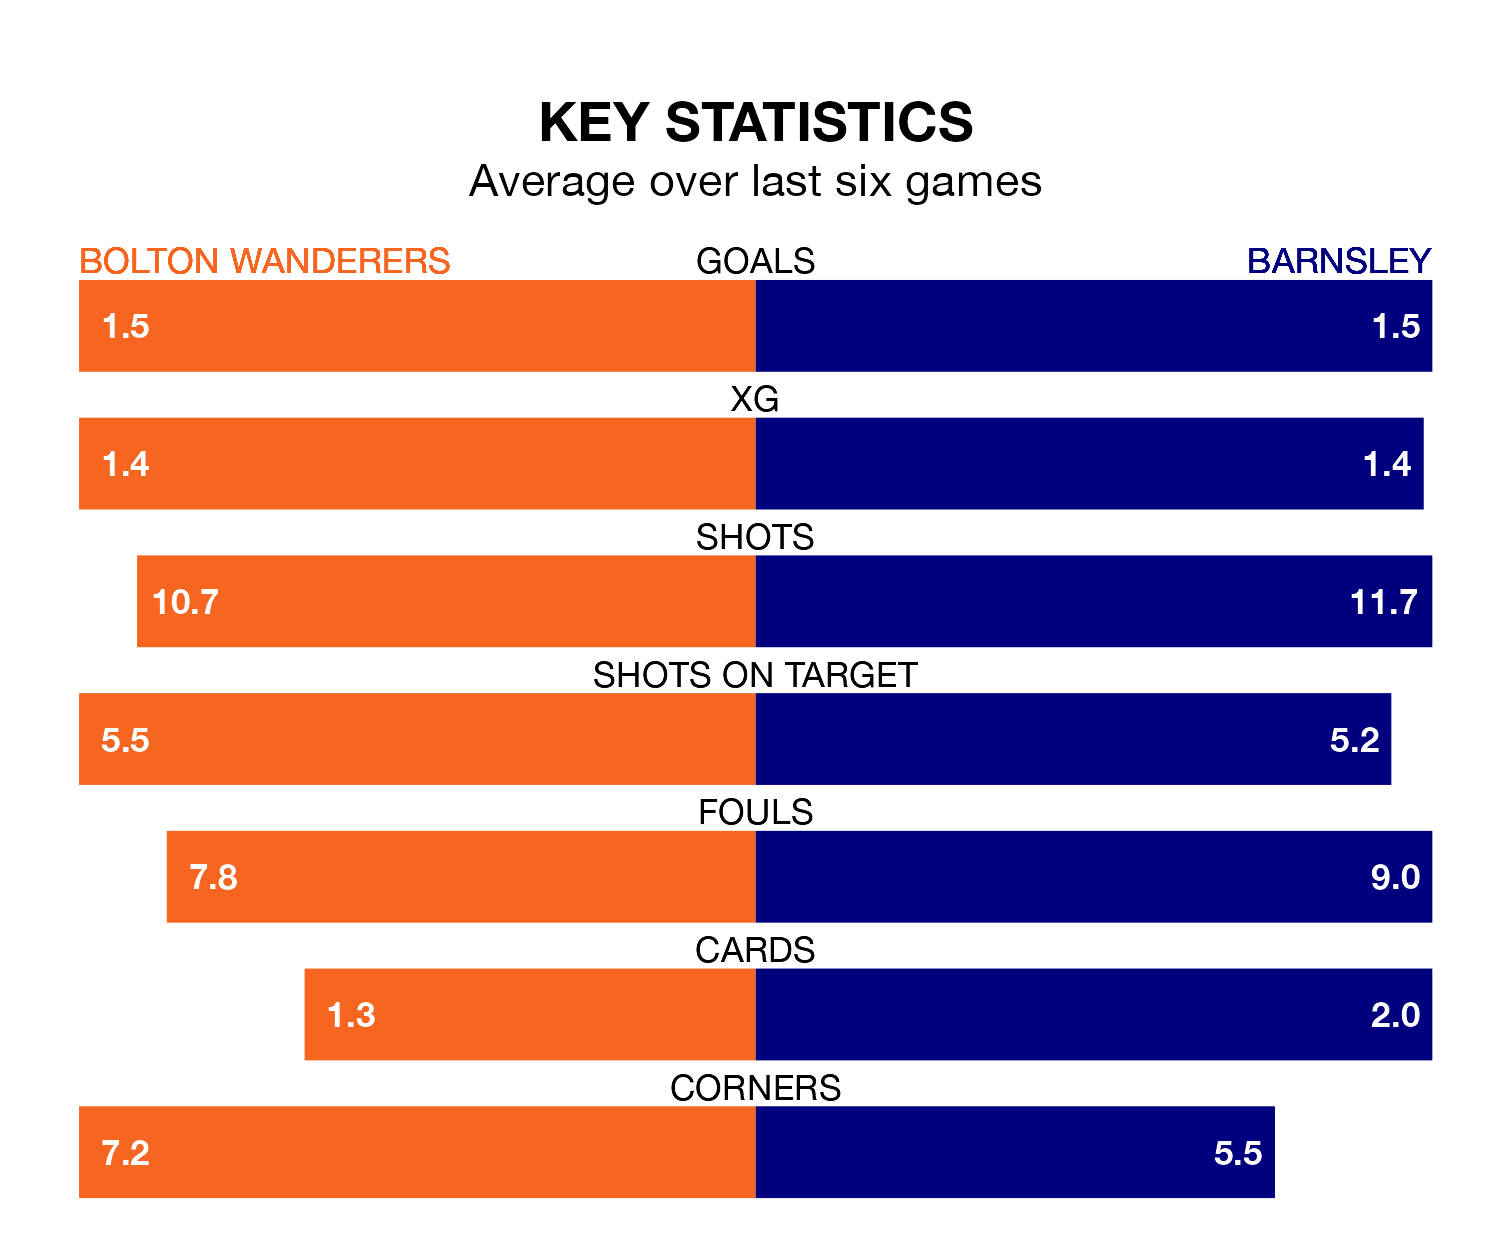 KEY STATISTICS
Average over last six games
BOLTON WANDERERS GOALS BARNSLEY
1.5 1.5
XG
1.4 1.4
SHOTS
10.7 11.7
SHOTS ON TARGET
5.5 5.2
FOULS
7.8 9.0
CARDS
1.3 2.0
CORNERS
7.2 5.5